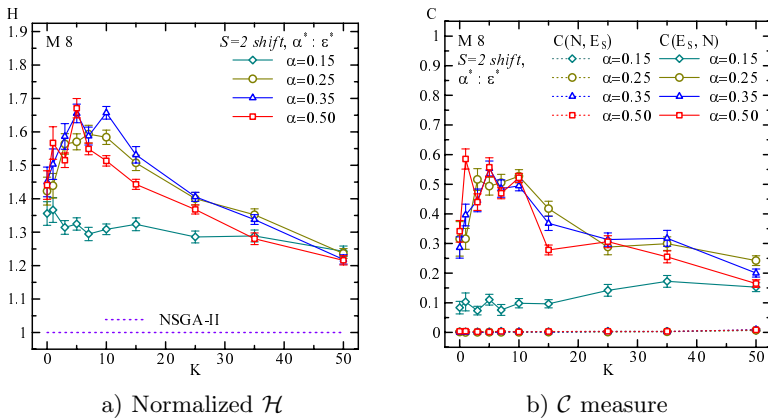 H
1.9
1.8
1.7
1.6
1.5
1.4
1.3
1.2
1.1
1
M 8
S=2 shift, α* : ε*
α=0.15
α=0.25
α=0.35
α=0.50
NSGA-II
0 10 20 30 40 50
K
a) Normalized ℋ
C
1
0.9
0.8
0.7
0.6
0.5
0.4
0.3
0.2
0.1
0
M 8 C(N, E_S) C(E_S, N)
S=2 shift, α=0.15 α=0.15
α* : ε* α=0.25 α=0.25
α=0.35 α=0.35
α=0.50 α=0.50
0 10 20 30 40 50
K
b) 𝒞 measure